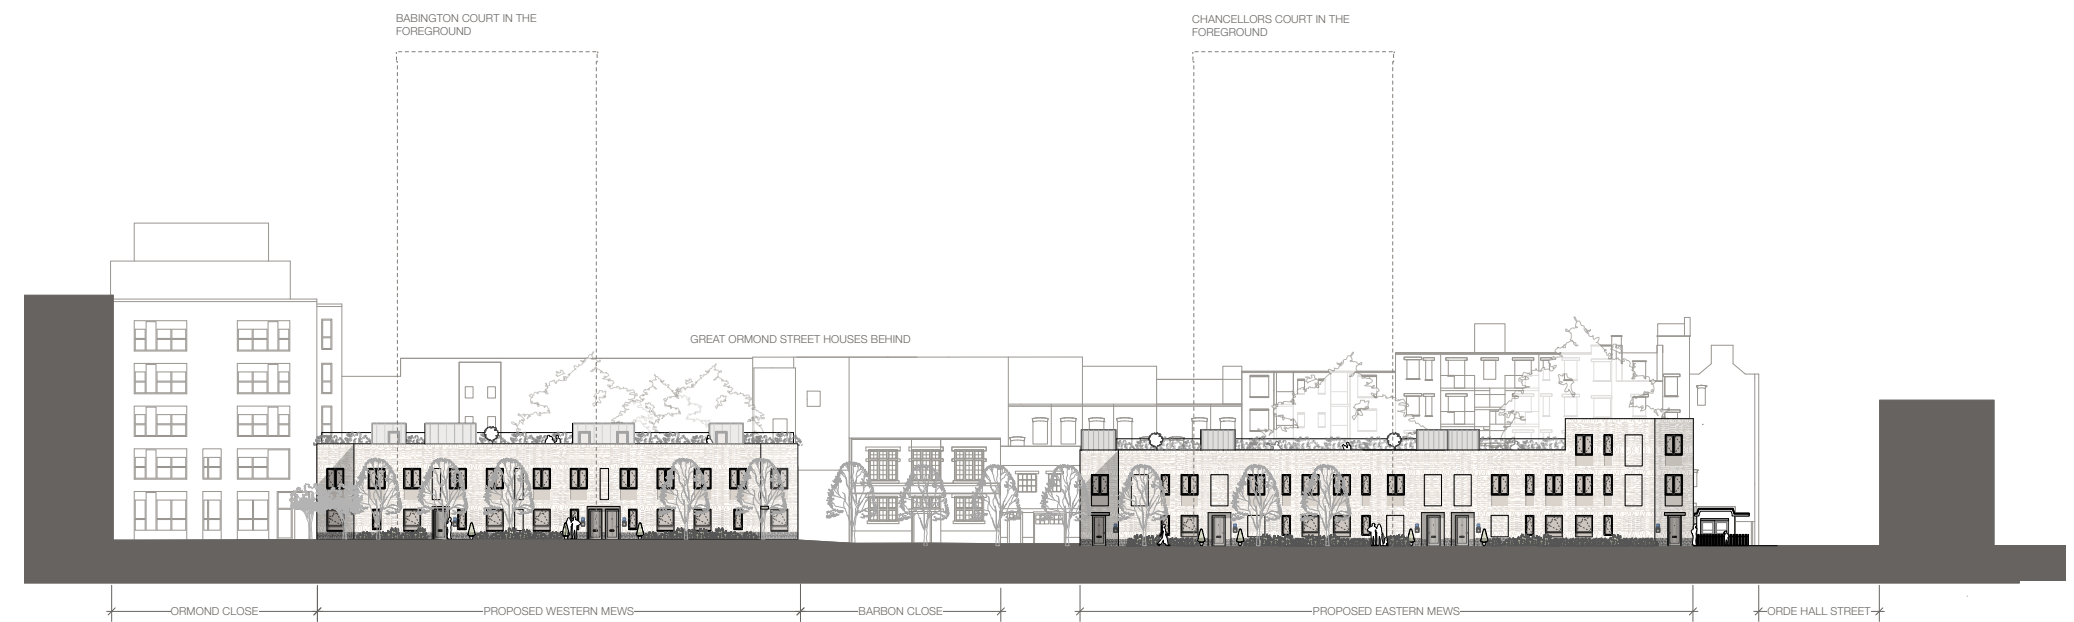 BABINGTON COURT IN THE
FOREGROUND
CHANCELLORS COURT IN THE
FOREGROUND
GREAT ORMOND STREET HOUSES BEHIND
ORMOND CLOSE
PROPOSED WESTERN MEWS
BARBON CLOSE
PROPOSED EASTERN MEWS
ORDE HALL STREET